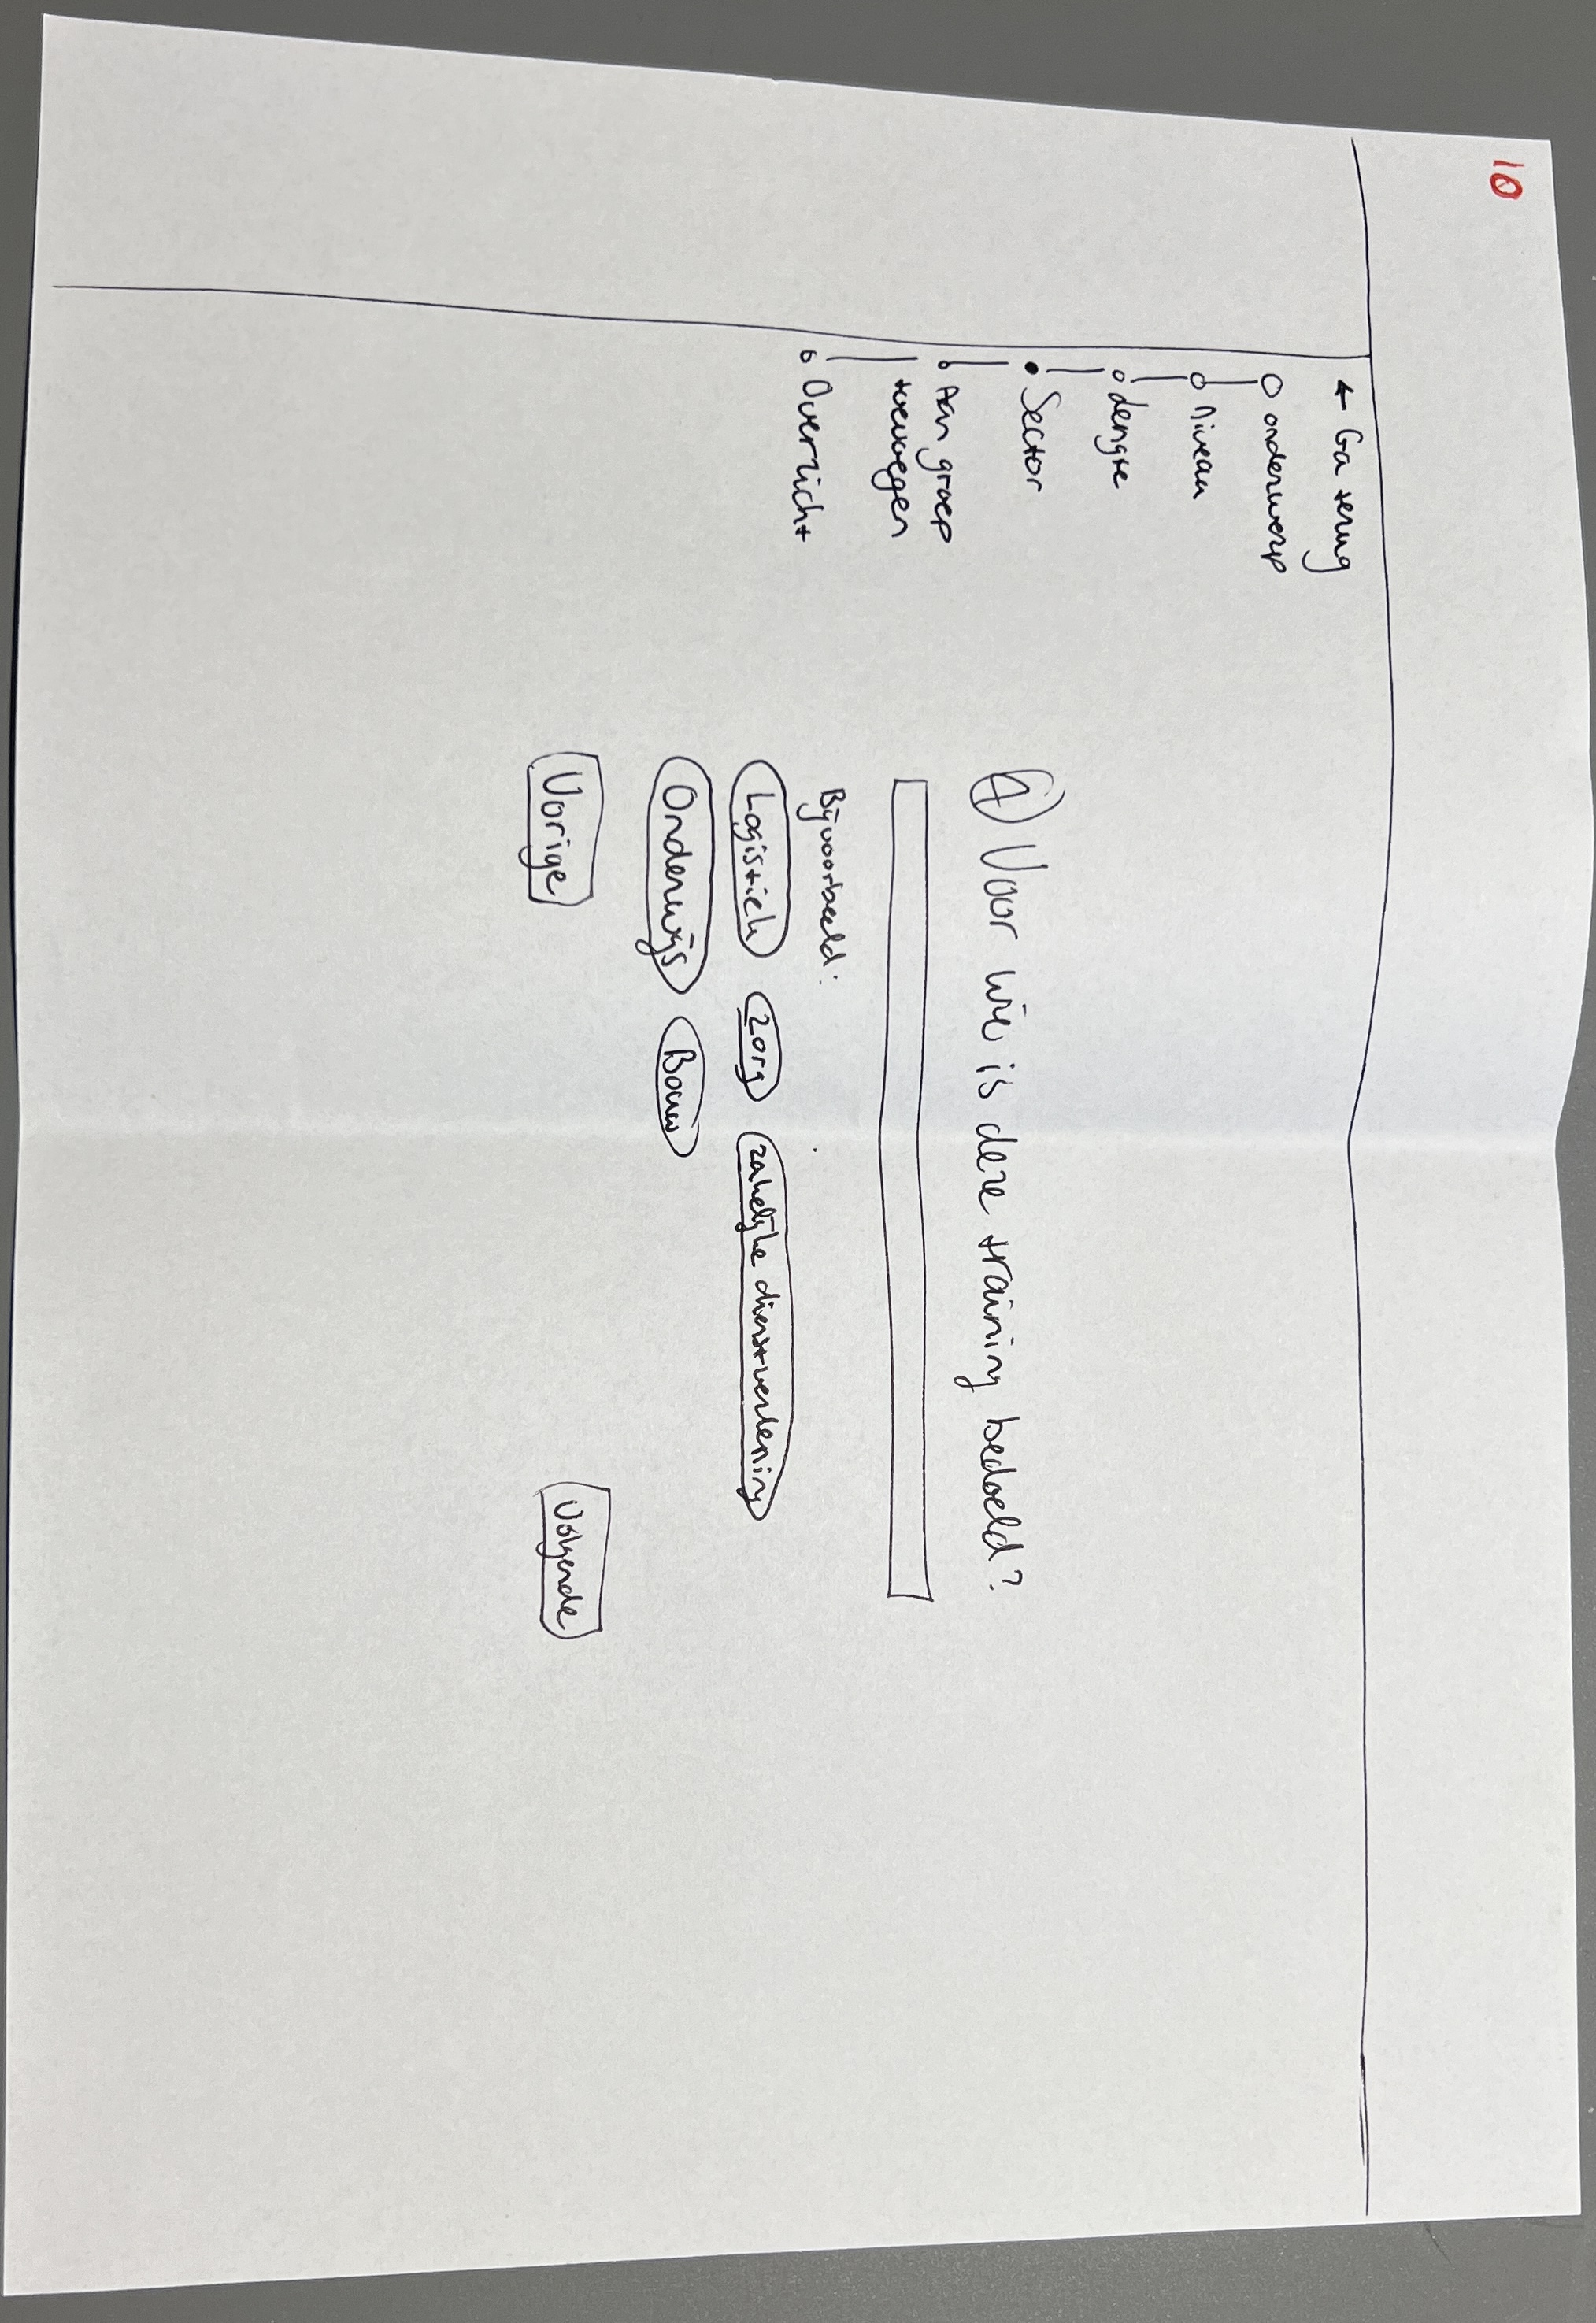 10
← Ga terug
onderwerp
Niveau
Lengte
Sector
Aan groep
toevoegen
Overzicht
4 Voor wie is deze training bedoeld?
Bijvoorbeeld:
Logistiek zorg zakelijke dienstverlening
Onderwijs Bouw
Vorige Volgende